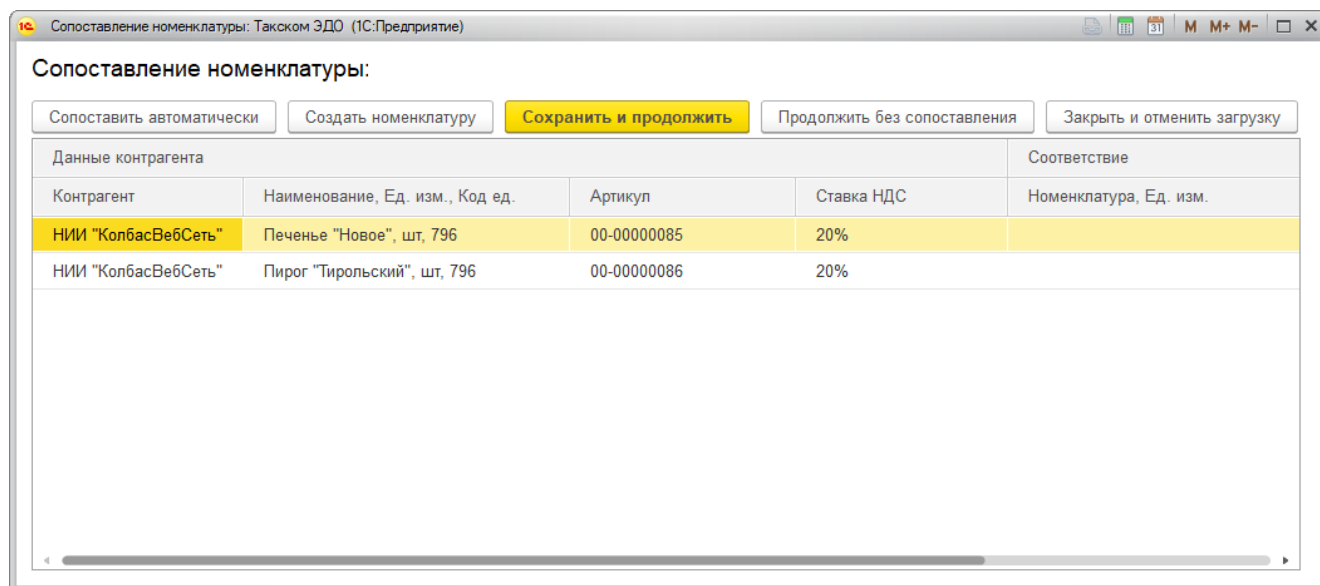 1С Сопоставление номенклатуры: Такском ЭДО (1С:Предприятие) 31 M M+ M-
Сопоставление номенклатуры:
Сопоставить автоматически Создать номенклатуру Сохранить и продолжить Продолжить без сопоставления Закрыть и отменить загрузку
Данные контрагента Соответствие
Контрагент Наименование, Ед. изм., Код ед. Артикул Ставка НДС Номенклатура, Ед. изм.
НИИ "КолбасВебСеть" Печенье "Новое", шт, 796 00-00000085 20%
НИИ "КолбасВебСеть" Пирог "Тирольский", шт, 796 00-00000086 20%